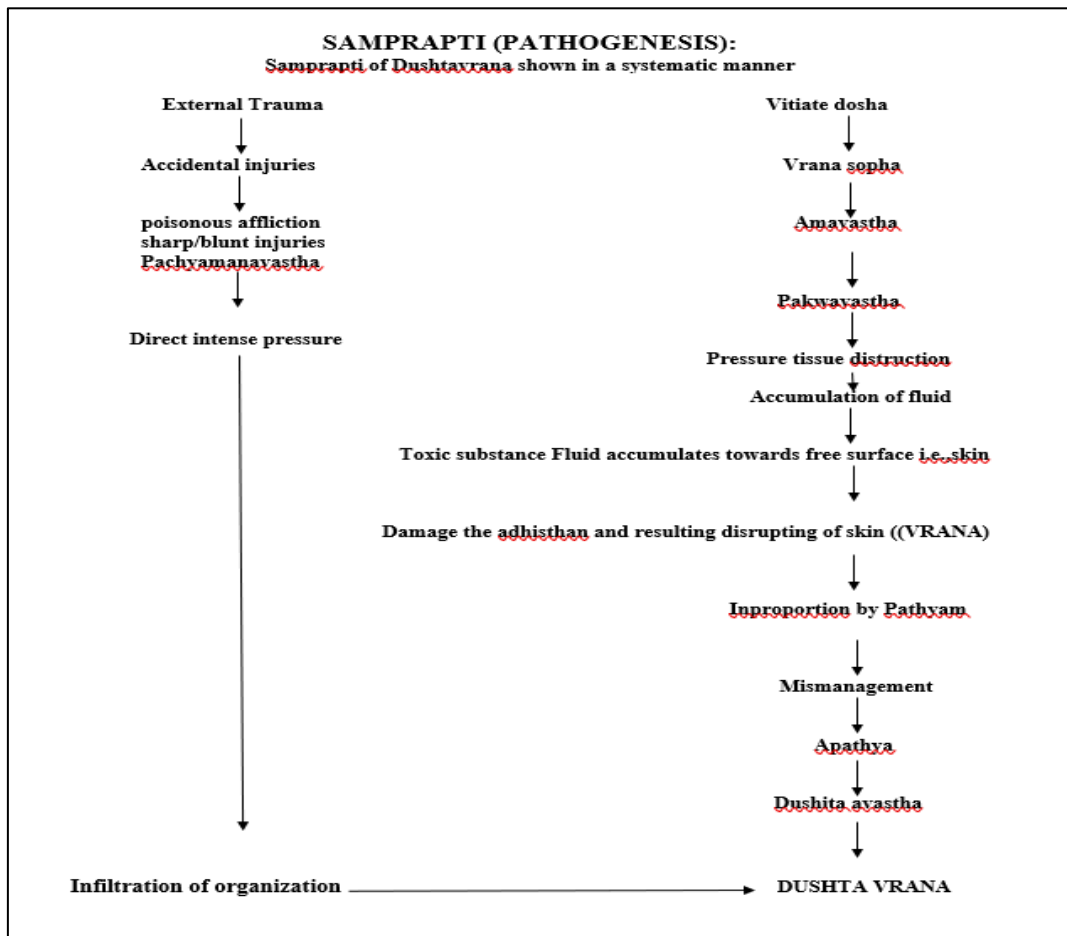 SAMPRAPTI (PATHOGENESIS):
Samprapti of Dushtavrana shown in a systematic manner
External Trauma
Accidental injuries
poisonous affliction
sharp/blunt injuries
Pachyamanavastha
Direct intense pressure
Infiltration of organization
Vitiate dosha
Vrana sopha
Amavastha
Pakwavastha
Pressure tissue distruction
Accumulation of fluid
Toxic substance Fluid accumulates towards free surface i.e.,skin
Damage the adhisthan and resulting disrupting of skin ((VRANA)
Inproportion by Pathyam
Mismanagement
Apathya
Dushita avastha
DUSHTA VRANA